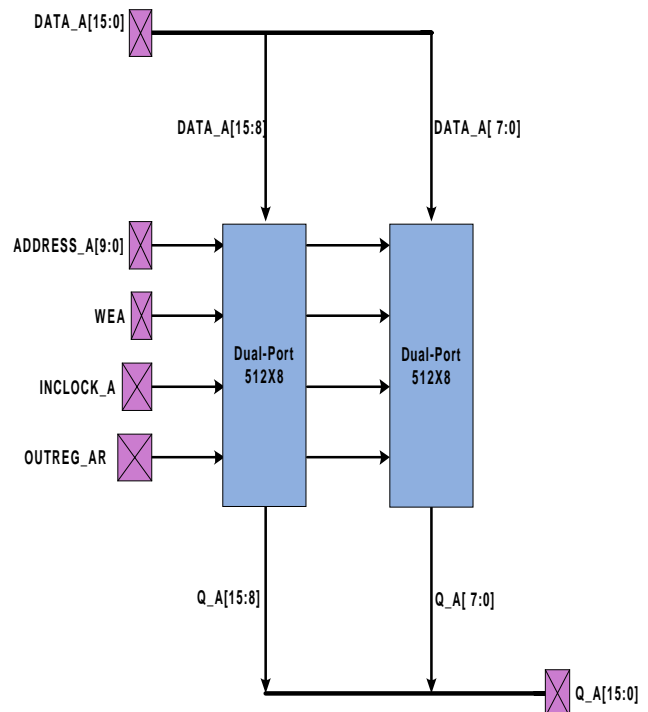 DATA_A[15:0]
DATA_A[15:8]
DATA_A[ 7:0]
ADDRESS_A[9:0]
WEA
Dual-Port
512X8
Dual-Port
512X8
INCLOCK_A
OUTREG_AR
Q_A[15:8]
Q_A[ 7:0]
Q_A[15:0]